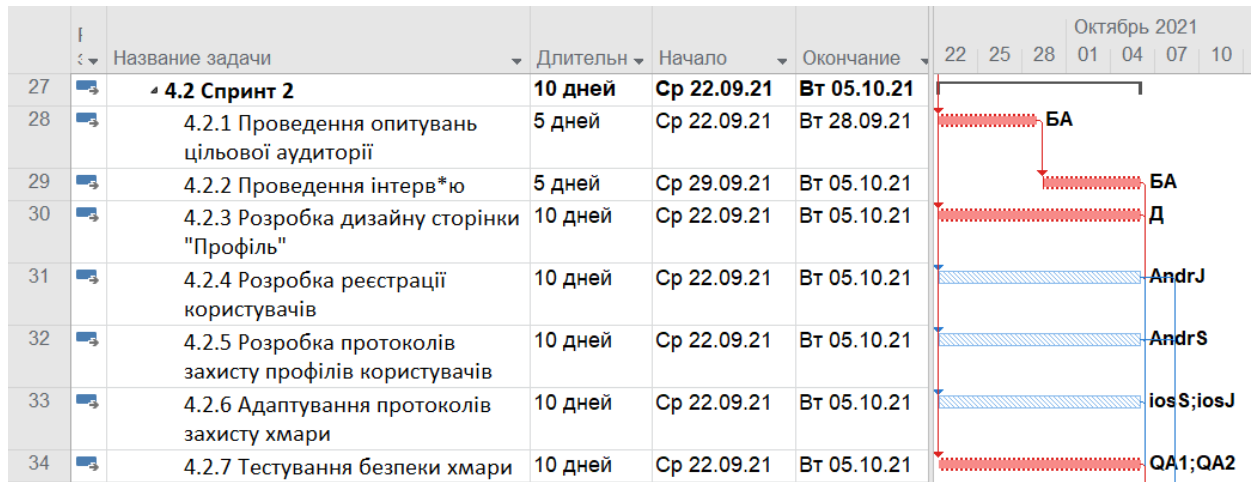 Октябрь 2021
Название задачи Длительн Начало Окончание 22 25 28 01 04 07 10
27 4.2 Спринт 2 10 дней Ср 22.09.21 Вт 05.10.21
28 4.2.1 Проведення опитувань 5 дней Ср 22.09.21 Вт 28.09.21 БА
цільової аудиторії
29 4.2.2 Проведення інтерв*ю 5 дней Ср 29.09.21 Вт 05.10.21 БА
30 4.2.3 Розробка дизайну сторінки 10 дней Ср 22.09.21 Вт 05.10.21 Д
"Профіль"
31 4.2.4 Розробка реєстрації 10 дней Ср 22.09.21 Вт 05.10.21 AndrJ
користувачів
32 4.2.5 Розробка протоколів 10 дней Ср 22.09.21 Вт 05.10.21 AndrS
захисту профілів користувачів
33 4.2.6 Адаптування протоколів 10 дней Ср 22.09.21 Вт 05.10.21 iosS;iosJ
захисту хмари
34 4.2.7 Тестування безпеки хмари 10 дней Ср 22.09.21 Вт 05.10.21 QA1;QA2